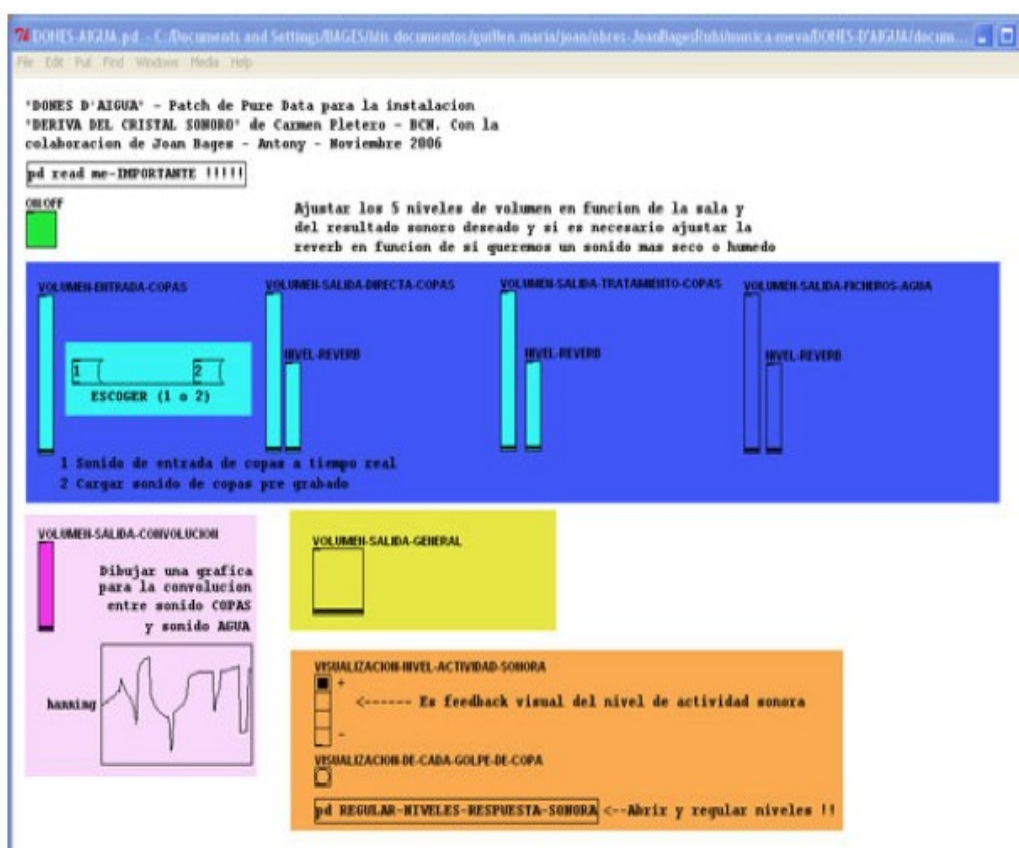 DONES-AIGUA.pd - C:/Documents and Settings/BAGES/Mis documentos/guillen.maria/joan/obres-JoanBagesRubi/musica-meva/DONES-D'AIGUA/docum...
File Edit Put Find Windows Media Help
"DONES D'AIGUA" - Patch de Pure Data para la instalacion
"DERIVA DEL CRISTAL SONORO" de Carmen Pletero - BCN. Con la
colaboracion de Joan Bages - Antony - Noviembre 2006
pd read me-IMPORTANTE !!!!!
ON OFF
Ajustar los 5 niveles de volumen en funcion de la sala y
del resultado sonoro deseado y si es necesario ajustar la
reverb en funcion de si queremos un sonido mas seco o humedo
VOLUMEN-ENTRADA-COPAS
VOLUMEN-SALIDA-DIRECTA-COPAS
VOLUMEN-SALIDA-TRATAMIENTO-COPAS
VOLUMEN-SALIDA-FICHEROS-AGUA
NIVEL-REVERB
NIVEL-REVERB
NIVEL-REVERB
1
2
ESCOGER (1 o 2)
1 Sonido de entrada de copas a tiempo real
2 Cargar sonido de copas pre grabado
VOLUMEN-SALIDA-CONVOLUCION
Dibujar una grafica
para la convolucion
entre sonido COPAS
y sonido AGUA
hanning
VOLUMEN-SALIDA-GENERAL
VISUALIZACION-NIVEL-ACTIVIDAD-SONORA
+
<------ Es feedback visual del nivel de actividad sonora
-
VISUALIZACION-DE-CADA-GOLPE-DE-COPA
pd REGULAR-NIVELES-RESPUESTA-SONORA <--Abrir y regular niveles !!